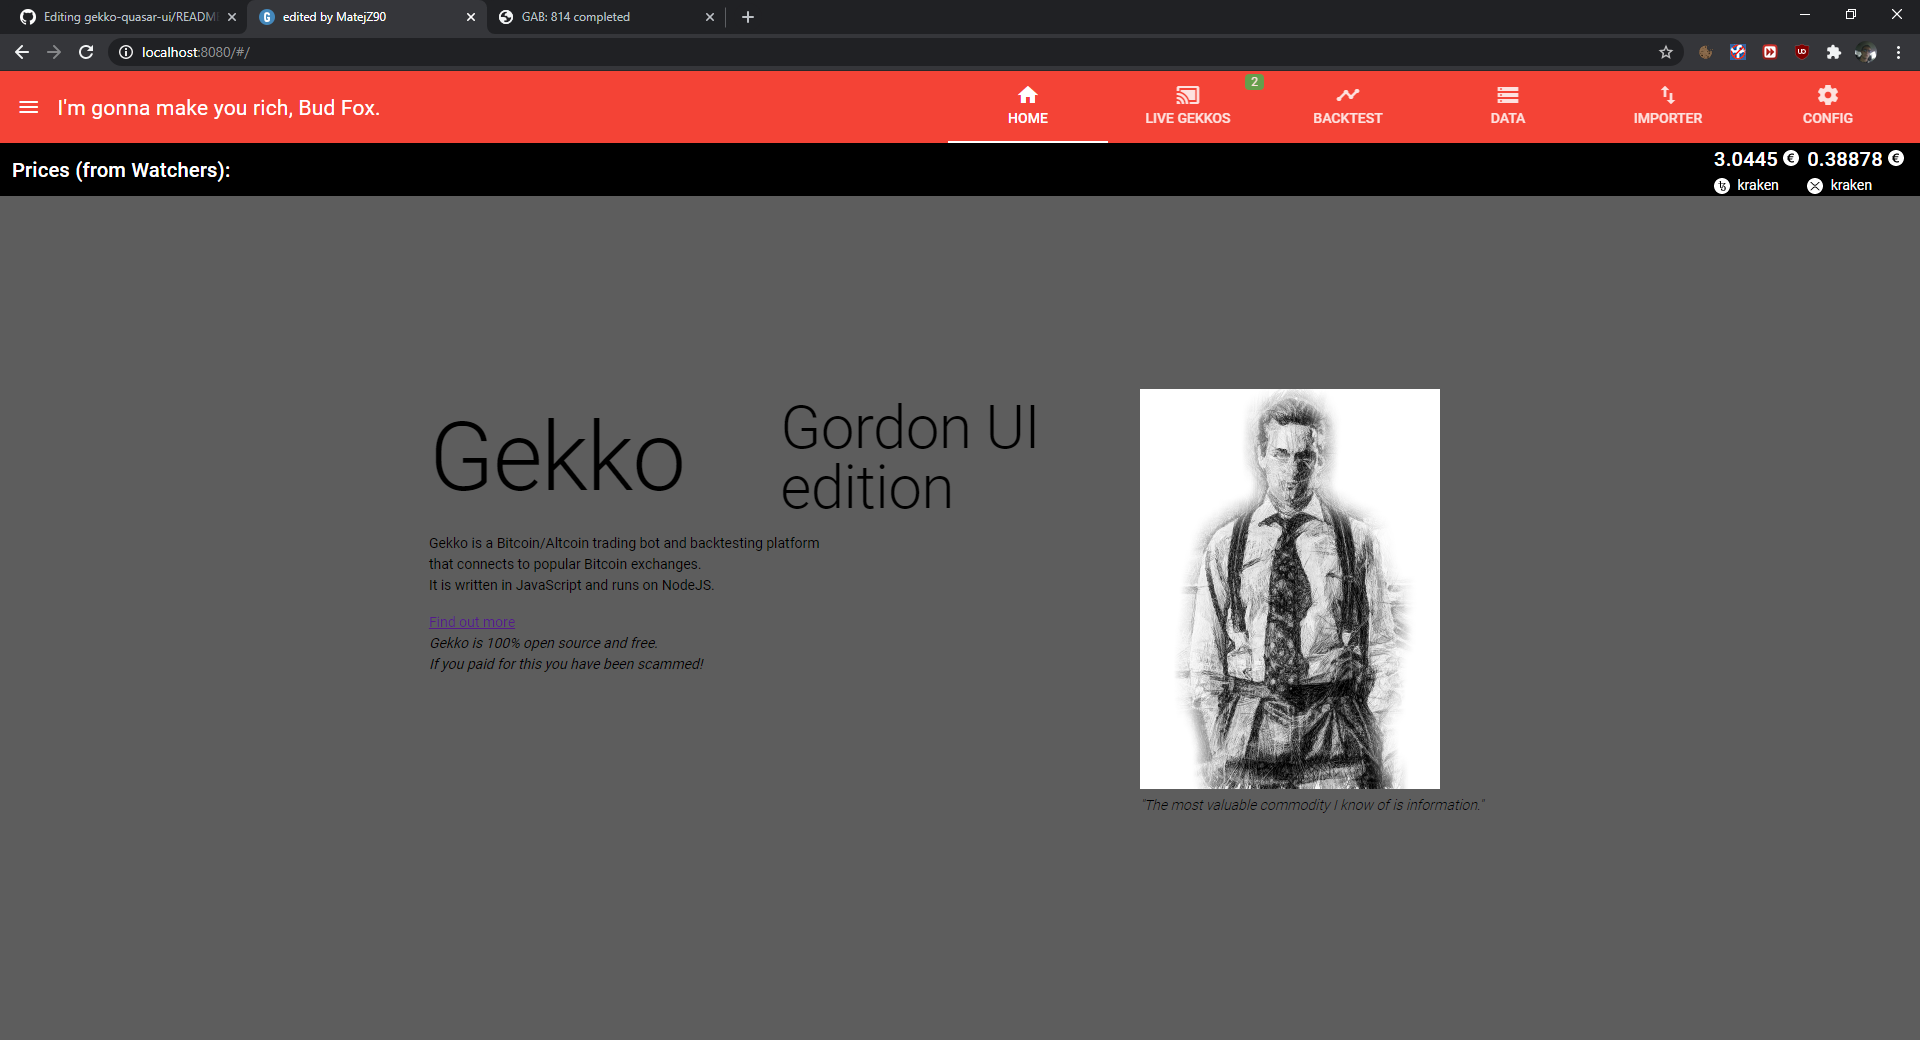 Editing gekko-quasar-ui/READM
edited by MatejZ90
GAB: 814 completed
localhost:8080/#/
I'm gonna make you rich, Bud Fox.
HOME
LIVE GEKKOS
2
BACKTEST
DATA
IMPORTER
CONFIG
Prices (from Watchers):
3.0445 €
kraken
0.38878 €
kraken
Gekko
Gordon UI
edition
Gekko is a Bitcoin/Altcoin trading bot and backtesting platform
that connects to popular Bitcoin exchanges.
It is written in JavaScript and runs on NodeJS.
Find out more
Gekko is 100% open source and free.
If you paid for this you have been scammed!
"The most valuable commodity I know of is information."